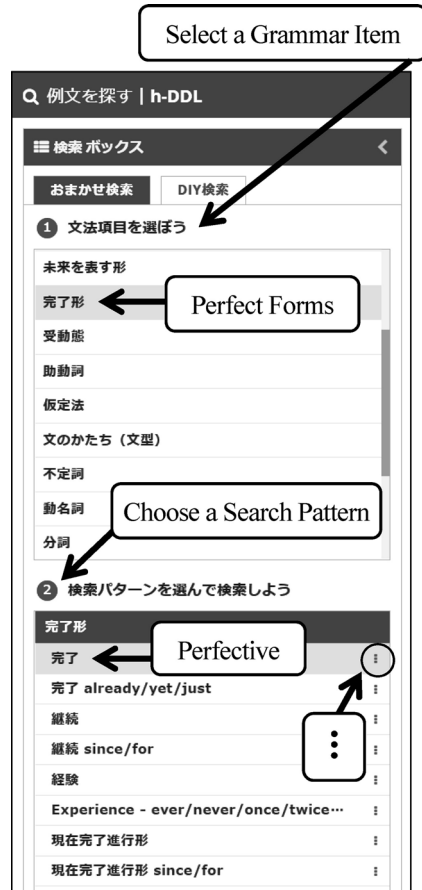 Select a Grammar Item
例文を探す | h-DDL
検索 ボックス
おまかせ検索 DIY検索
1 文法項目を選ぼう
未来を表す形
完了形
Perfect Forms
受動態
助動詞
仮定法
文のかたち（文型）
不定詞
動名詞
Choose a Search Pattern
分詞
2 検索パターンを選んで検索しよう
完了形
完了
Perfective
完了 already/yet/just
継続
継続 since/for
経験
Experience - ever/never/once/twice…
現在完了進行形
現在完了進行形 since/for